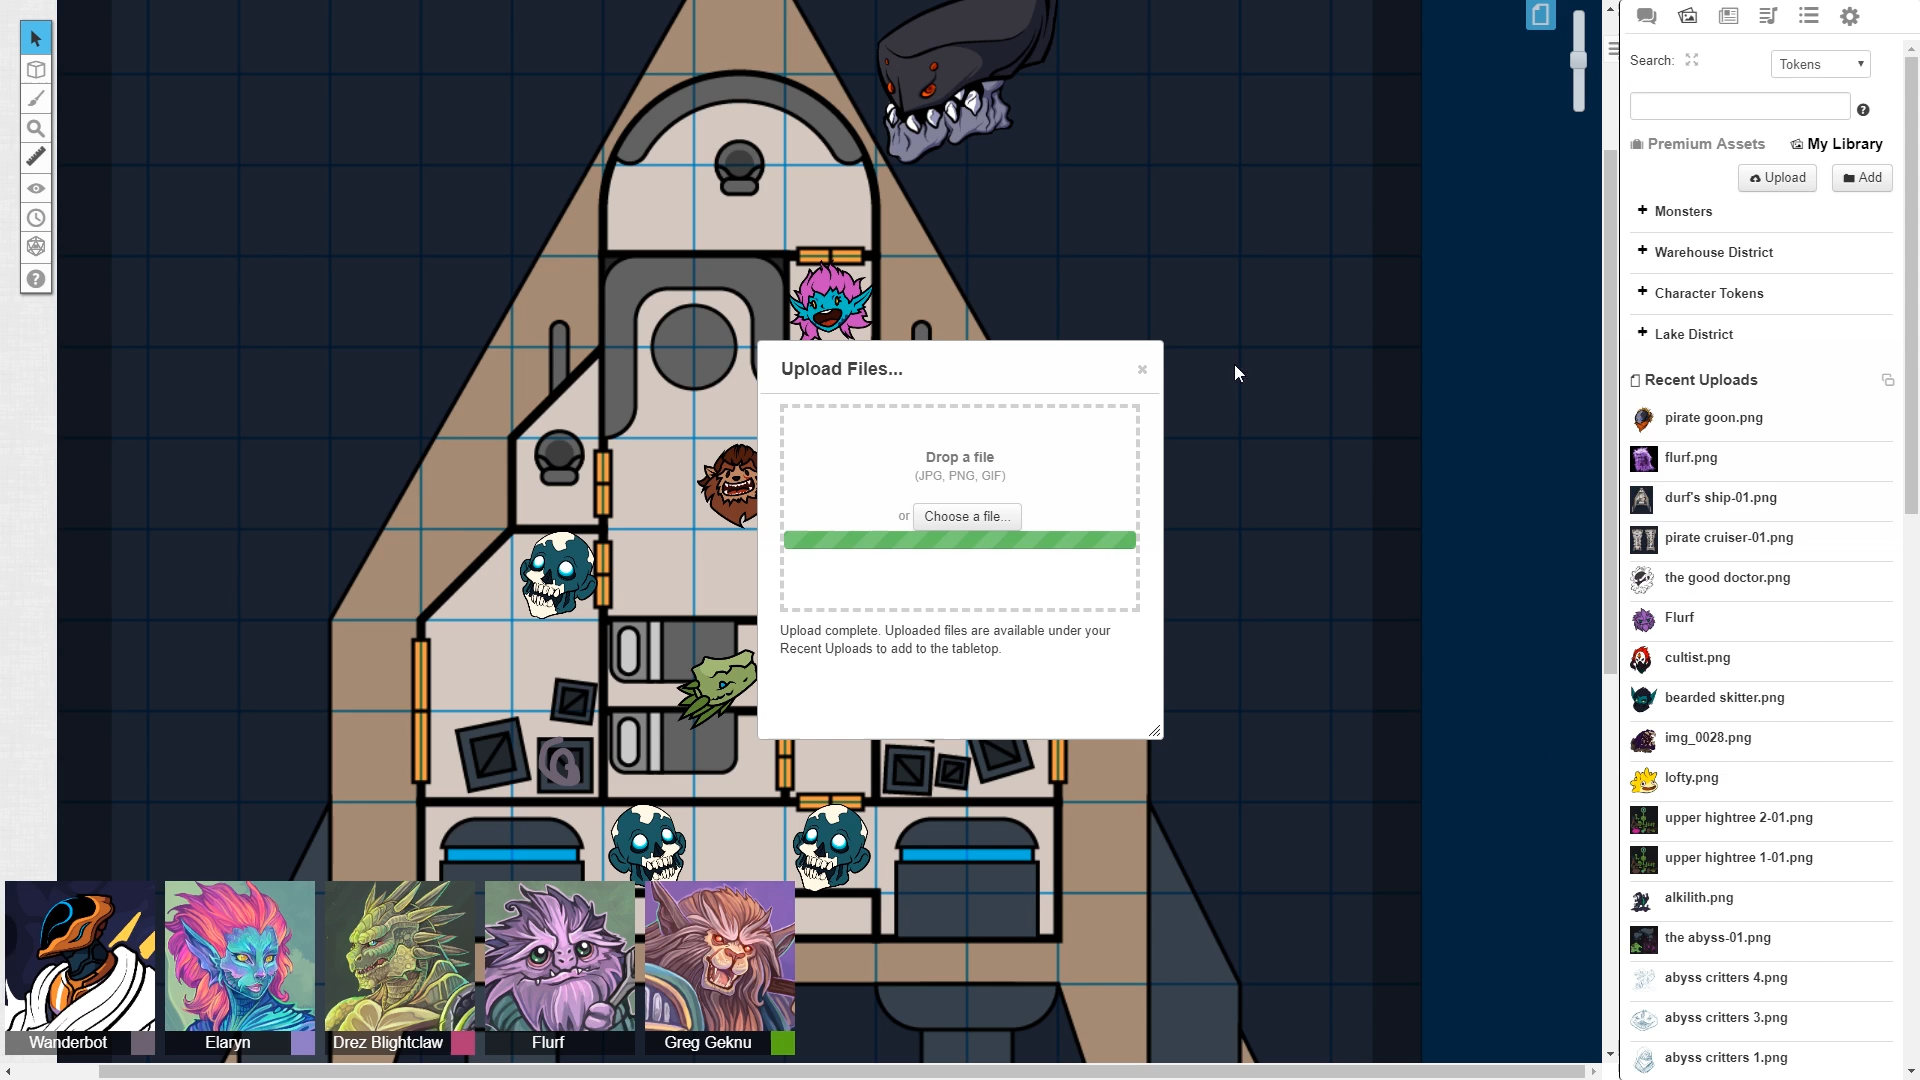 Search:
Tokens
Premium Assets
My Library
Upload
Add
Monsters
Warehouse District
Character Tokens
Lake District
Recent Uploads
pirate goon.png
flurf.png
durf's ship-01.png
pirate cruiser-01.png
the good doctor.png
Flurf
cultist.png
bearded skitter.png
img_0028.png
lofty.png
upper hightree 2-01.png
upper hightree 1-01.png
alkilith.png
the abyss-01.png
abyss critters 4.png
abyss critters 3.png
abyss critters 1.png
Upload Files...
Drop a file
(JPG, PNG, GIF)
or Choose a file...
Upload complete. Uploaded files are available under your
Recent Uploads to add to the tabletop.
Wanderbot
Elaryn
Drez Blightclaw
Flurf
Greg Geknu